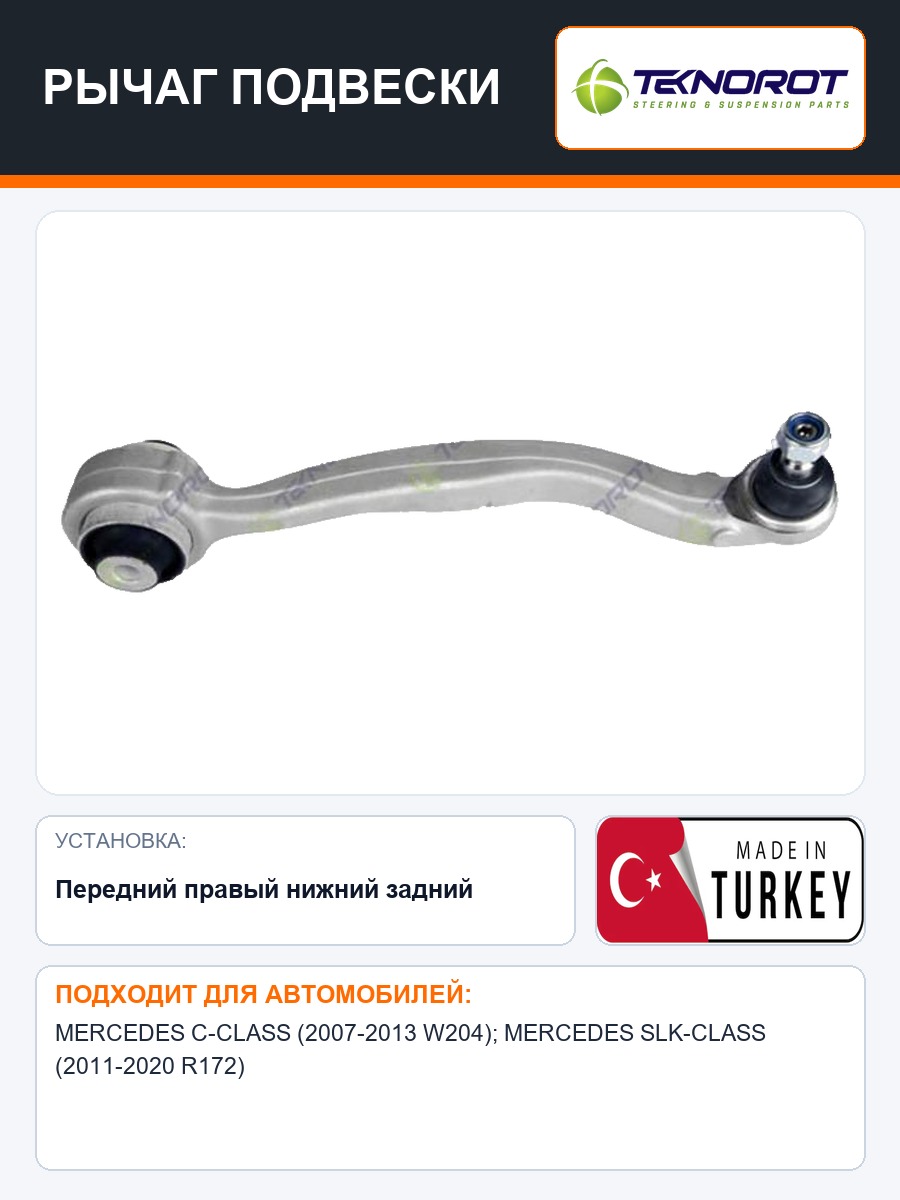 РЫЧАГ ПОДВЕСКИ
TEKNOROT
STEERING & SUSPENSION PARTS
TEKNOROT
УСТАНОВКА:
Передний правый нижний задний
MADE IN
TURKEY
ПОДХОДИТ ДЛЯ АВТОМОБИЛЕЙ:
MERCEDES C-CLASS (2007-2013 W204); MERCEDES SLK-CLASS
(2011-2020 R172)